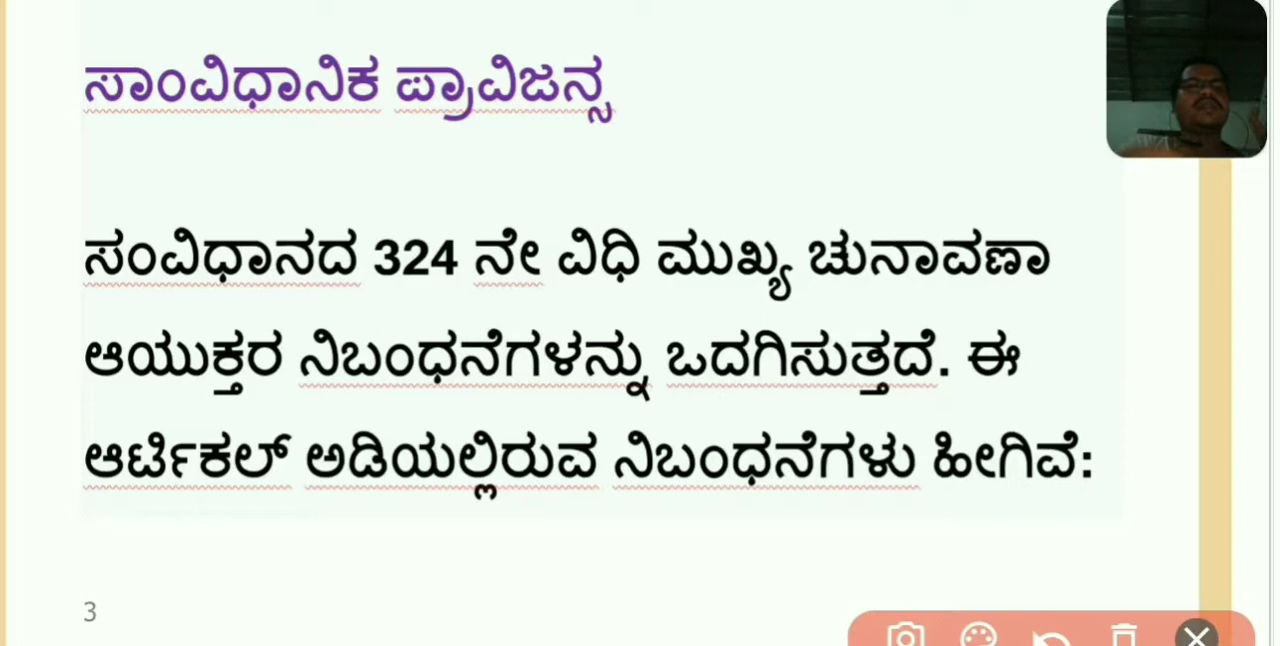 ಸಾಂವಿಧಾನಿಕ ಪ್ರಾವಿಜನ್ಸ
ಸಂವಿಧಾನದ 324 ನೇ ವಿಧಿ ಮುಖ್ಯ ಚುನಾವಣಾ
ಆಯುಕ್ತರ ನಿಬಂಧನೆಗಳನ್ನು ಒದಗಿಸುತ್ತದೆ. ಈ
ಆರ್ಟಿಕಲ್ ಅಡಿಯಲ್ಲಿರುವ ನಿಬಂಧನೆಗಳು ಹೀಗಿವೆ:
3